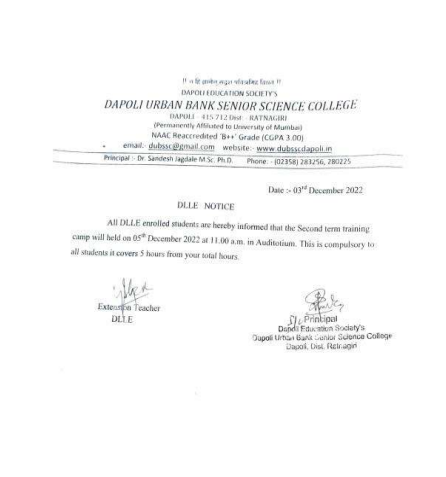 DAPOLI EDUCATION SOCIETY'S
DAPOLI URBAN BANK SENIOR SCIENCE COLLEGE
DAPOLI - 415 712 Dist - RATNAGIRI
(Permanently Affiliated to University of Mumbai)
NAAC Reaccredited 'B++' Grade (CGPA 3.00)
email:- dubssc@gmail.com website:- www.dubsscdapoli.in
Principal :- Dr. Sandesh Jagdale M.Sc. Ph.D. Phone: - (02358) 283256, 280225
Date :- 03rd December 2022
DLLE NOTICE
All DLLE enrolled students are hereby informed that the Second term training
camp will held on 05th December 2022 at 11.00 a.m. in Auditotium. This is compulsory to
all students it covers 5 hours from your total hours.
Extension Teacher
DLLE
I/c Principal
Dapoli Education Society's
Dapoli Urban Bank Senior Science College
Dapoli, Dist. Ratnagiri